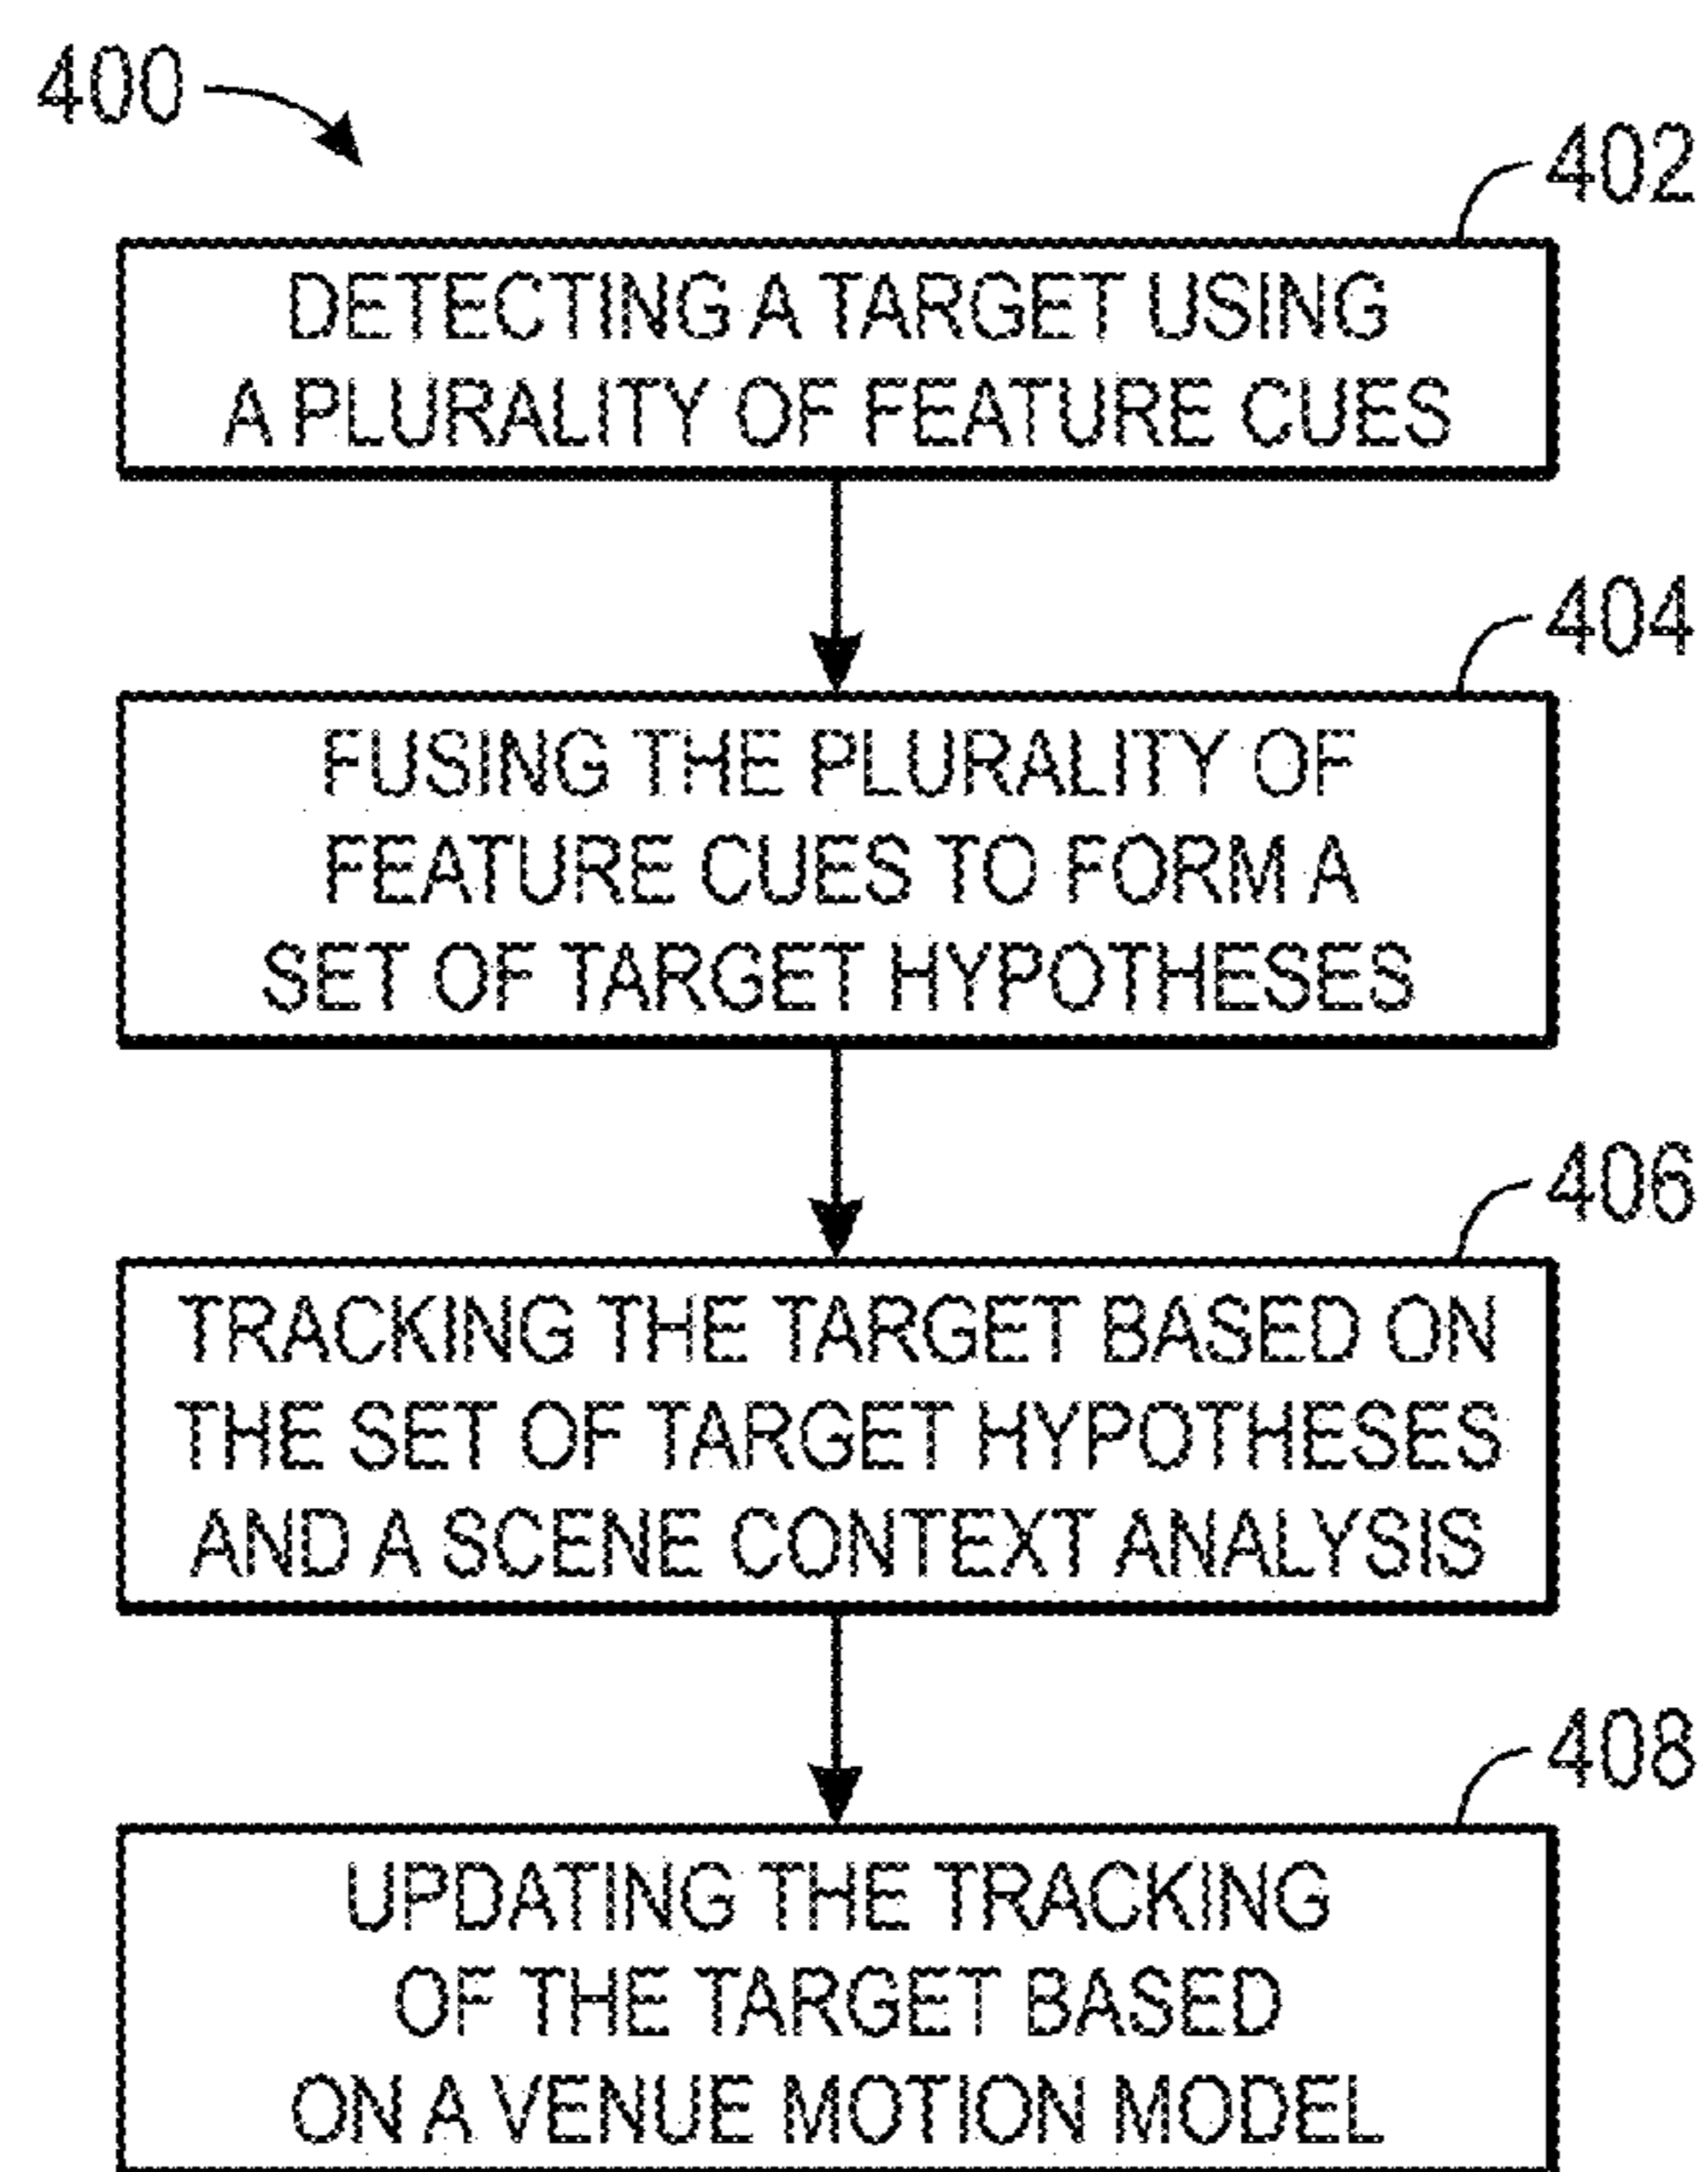 400
402
DETECTING A TARGET USING
A PLURALITY OF FEATURE CUES
404
FUSING THE PLURALITY OF
FEATURE CUES TO FORM A
SET OF TARGET HYPOTHESES
406
TRACKING THE TARGET BASED ON
THE SET OF TARGET HYPOTHESES
AND A SCENE CONTEXT ANALYSIS
408
UPDATING THE TRACKING
OF THE TARGET BASED
ON A VENUE MOTION MODEL